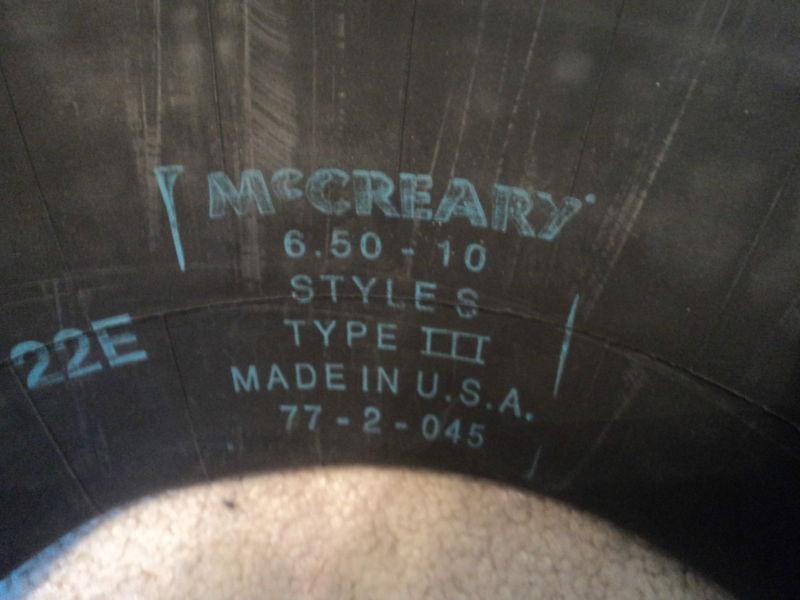 McCREARY
6.50 - 10
STYLE S
TYPE III
22E
MADE IN U.S.A.
77 - 2 - 045